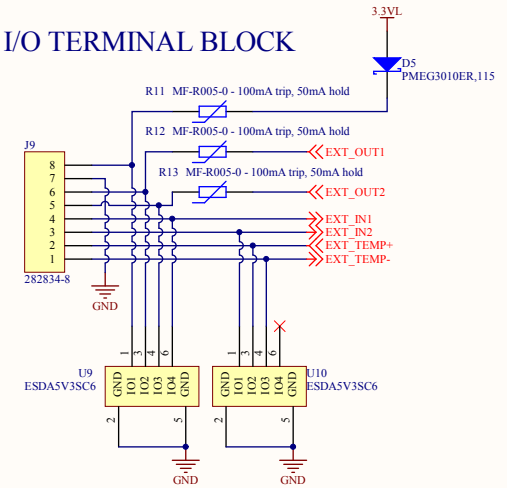 3.3VL
I/O TERMINAL BLOCK
D5
PMEG3010ER,115
R11 MF-R005-0 - 100mA trip, 50mA hold
R12 MF-R005-0 - 100mA trip, 50mA hold
EXT_OUT1
R13 MF-R005-0 - 100mA trip, 50mA hold
EXT_OUT2
J9
8
7
6
5
4
3
2
1
282834-8
EXT_IN1
EXT_IN2
EXT_TEMP+
EXT_TEMP-
GND
U9
ESDA5V3SC6
1
3
4
6
GND
IO1
IO2
IO3
IO4
GND
2
5
GND
U10
ESDA5V3SC6
1
3
4
6
GND
IO1
IO2
IO3
IO4
GND
2
5
GND